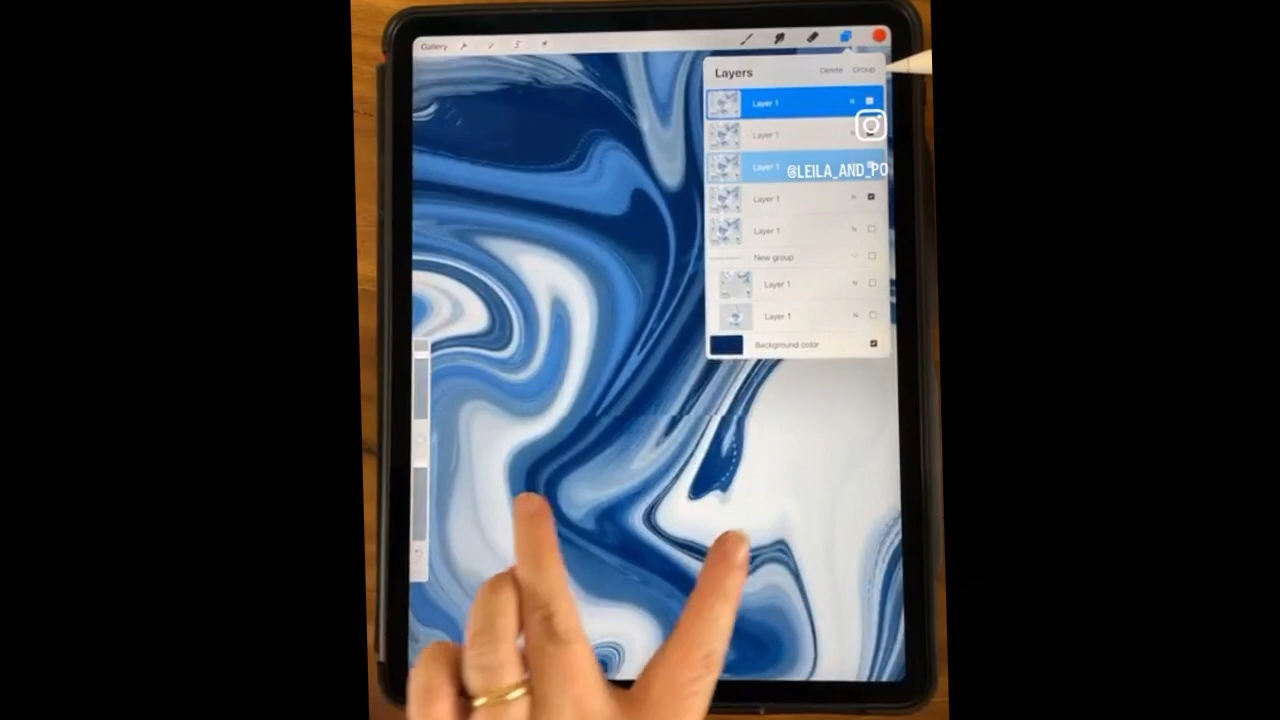 Gallery
Layers Delete Group
Layer 1 N
Layer 1 N
Layer 1
@LEILA_AND_PO
Layer 1 N
Layer 1 N
New group
Layer 1 N
Layer 1 N
Background color